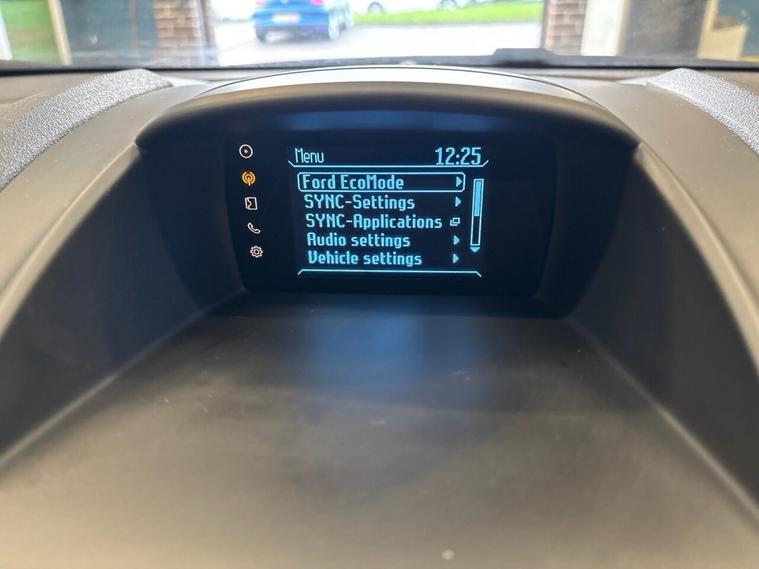 Menu 12:25
Ford EcoMode
SYNC-Settings
SYNC-Applications
Audio settings
Vehicle settings